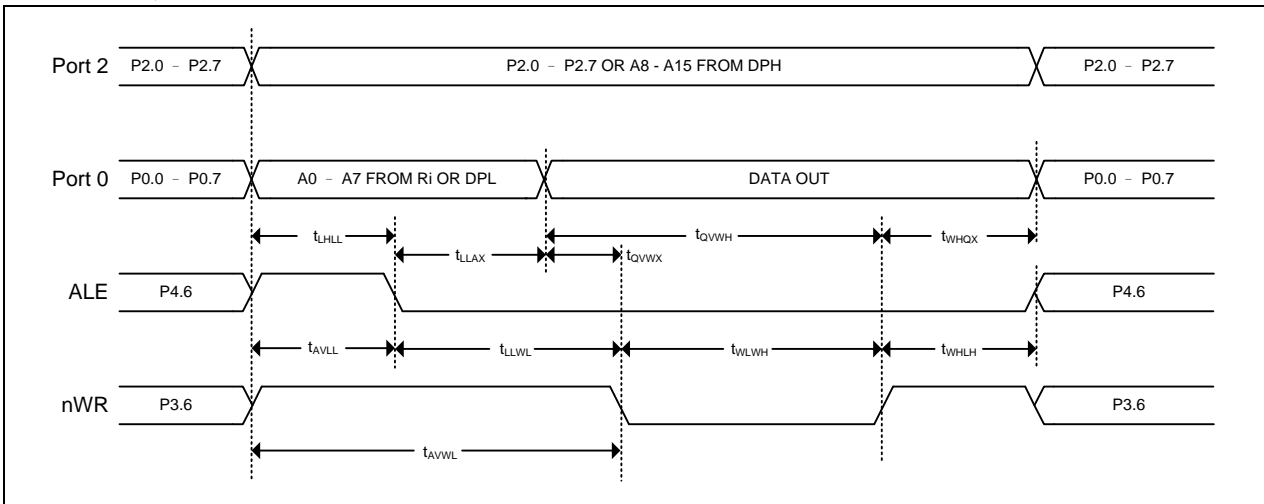 Port 2 P2.0 – P2.7 P2.0 – P2.7 OR A8 - A15 FROM DPH P2.0 – P2.7
Port 0 P0.0 – P0.7 A0 – A7 FROM Ri OR DPL DATA OUT P0.0 – P0.7
tLHLL tQVWH tWHQX
tLLAX tQVWX
ALE P4.6 P4.6
tAVLL tLLWL tWLWH tWHLH
nWR P3.6 P3.6
tAVWL